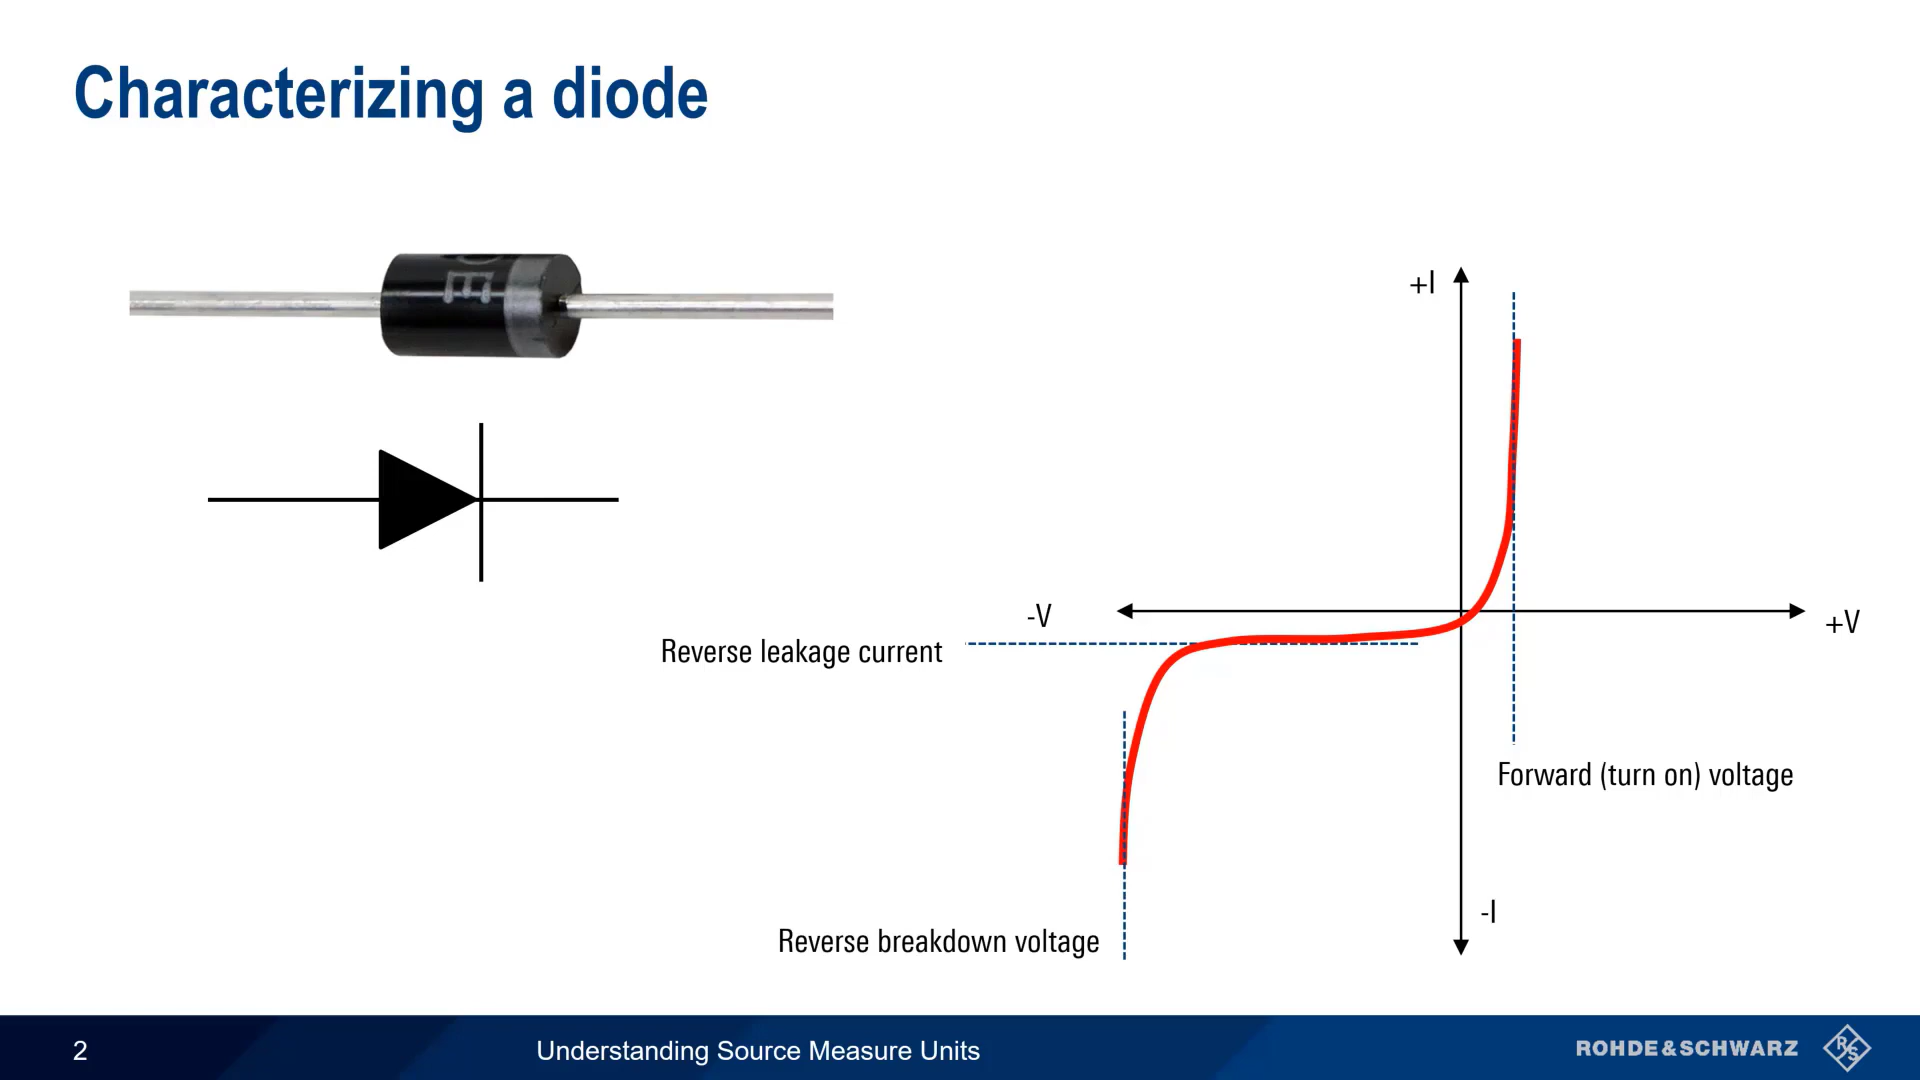 Characterizing a diode
+I
-V
+V
Reverse leakage current
Forward (turn on) voltage
-I
Reverse breakdown voltage
2
Understanding Source Measure Units
ROHDE&SCHWARZ
R&S